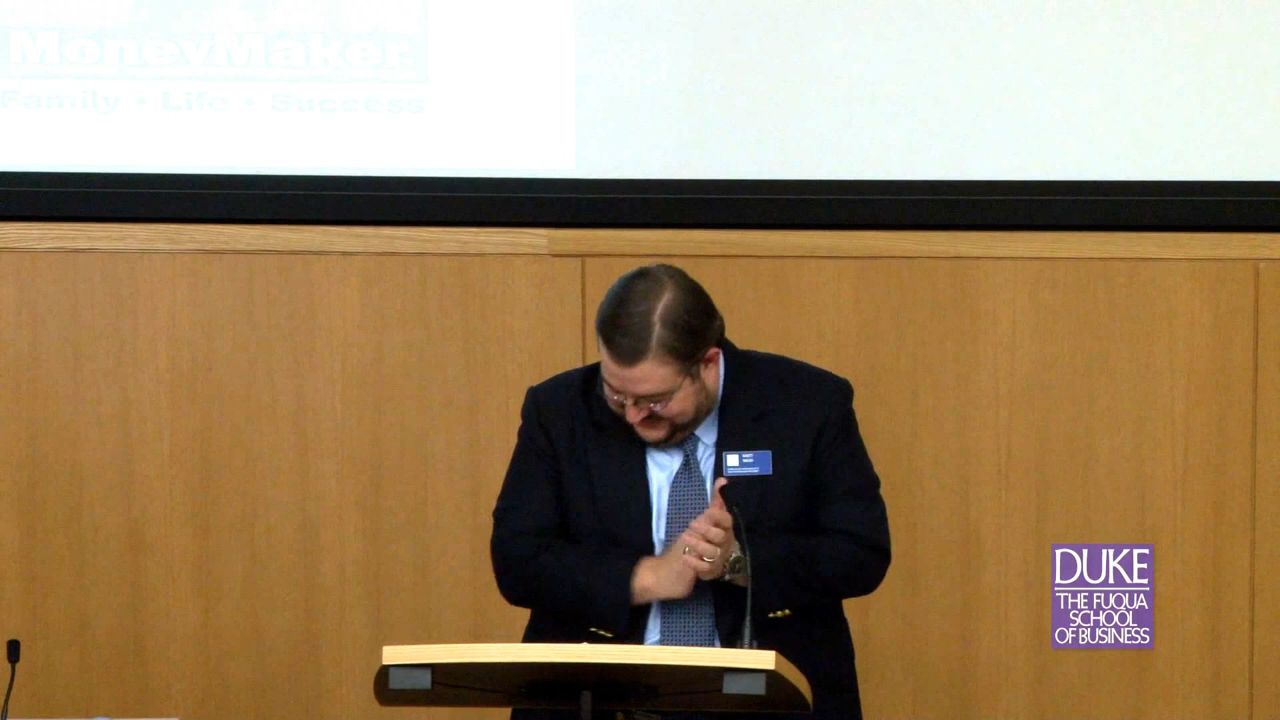 MoneyMaker
Family • Life • Success
DUKE
THE FUQUA
SCHOOL
OF BUSINESS